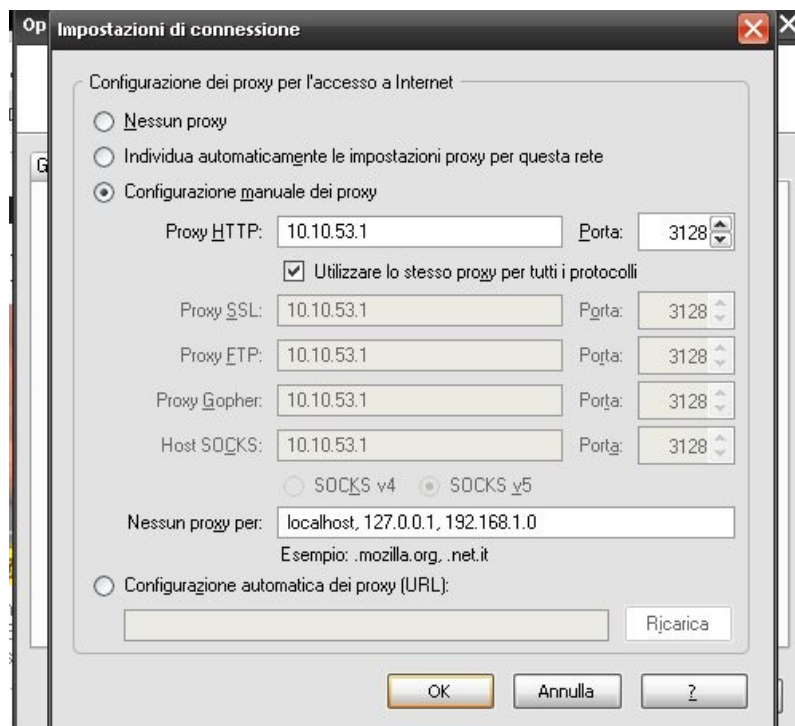 Op
Impostazioni di connessione
Configurazione dei proxy per l'accesso a Internet
Nessun proxy
Individua automaticamente le impostazioni proxy per questa rete
G
Configurazione manuale dei proxy
Proxy HTTP: 10.10.53.1 Porta: 3128
Utilizzare lo stesso proxy per tutti i protocolli
Proxy SSL: 10.10.53.1 Porta: 3128
Proxy FTP: 10.10.53.1 Porta: 3128
Proxy Gopher: 10.10.53.1 Porta: 3128
Host SOCKS: 10.10.53.1 Porta: 3128
SOCKS v4 SOCKS v5
Nessun proxy per: localhost, 127.0.0.1, 192.168.1.0
Esempio: .mozilla.org, .net.it
Configurazione automatica dei proxy (URL):
Ricarica
OK Annulla ?